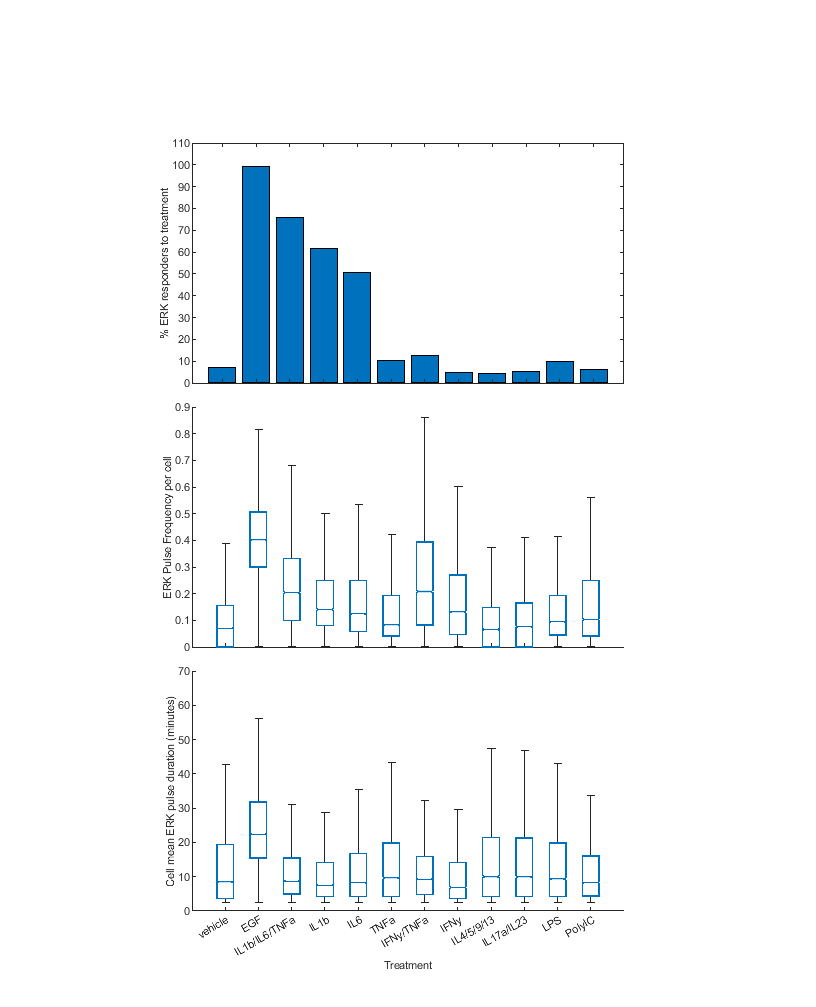 110
100
90
80
70
60
50
40
30
20
10
0
% ERK responders to treatment
0.9
0.8
0.7
0.6
0.5
0.4
0.3
0.2
0.1
0
ERK Pulse Frequency per cell
70
60
50
40
30
20
10
0
Cell mean ERK pulse duration (minutes)
vehicle
EGF
IL1b/IL6/TNFa
IL1b
IL6
TNFa
IFNy/TNFa
IFNy
IL4/5/9/13
IL17a/IL23
LPS
PolyIC
Treatment